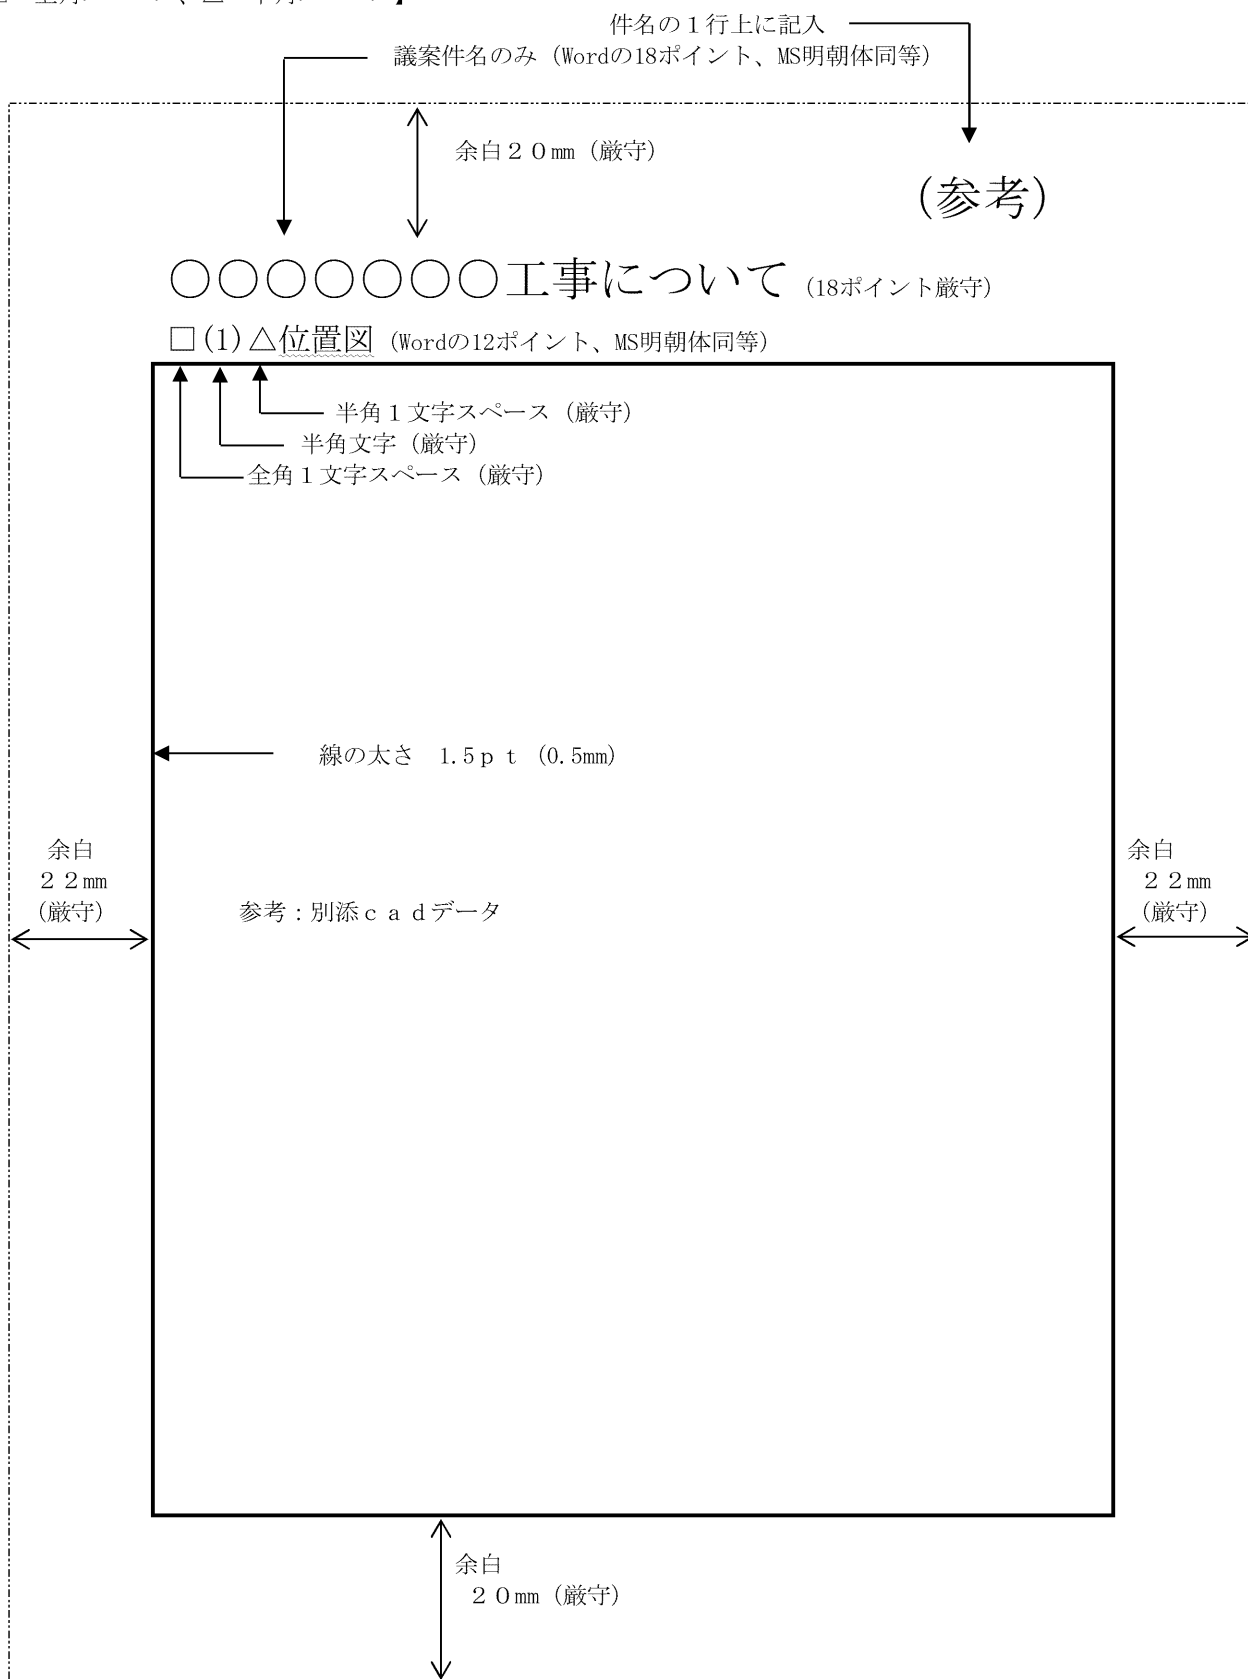 件名の１行上に記入
議案件名のみ（Wordの18ポイント、MS明朝体同等）
余白２０㎜（厳守）
（参考）
○○○○○○○工事について（18ポイント厳守）
□(1)△位置図（Wordの12ポイント、MS明朝体同等）
半角１文字スペース（厳守）
半角文字（厳守）
全角１文字スペース（厳守）
線の太さ　1.5ｐｔ（0.5㎜）
余白
２２㎜
（厳守）
余白
２２㎜
（厳守）
参考：別添ｃａｄデータ
余白
２０㎜（厳守）